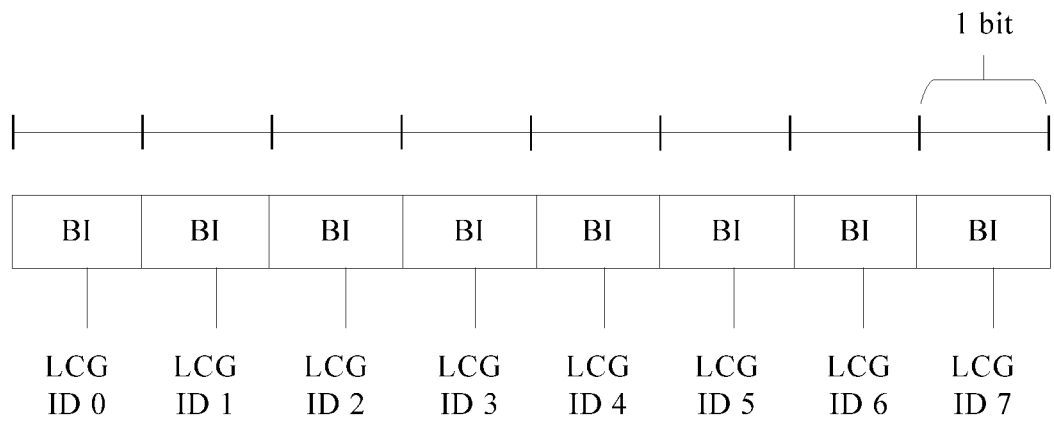 1 bit
BI BI BI BI BI BI BI BI
LCG LCG LCG LCG LCG LCG LCG LCG
ID 0 ID 1 ID 2 ID 3 ID 4 ID 5 ID 6 ID 7